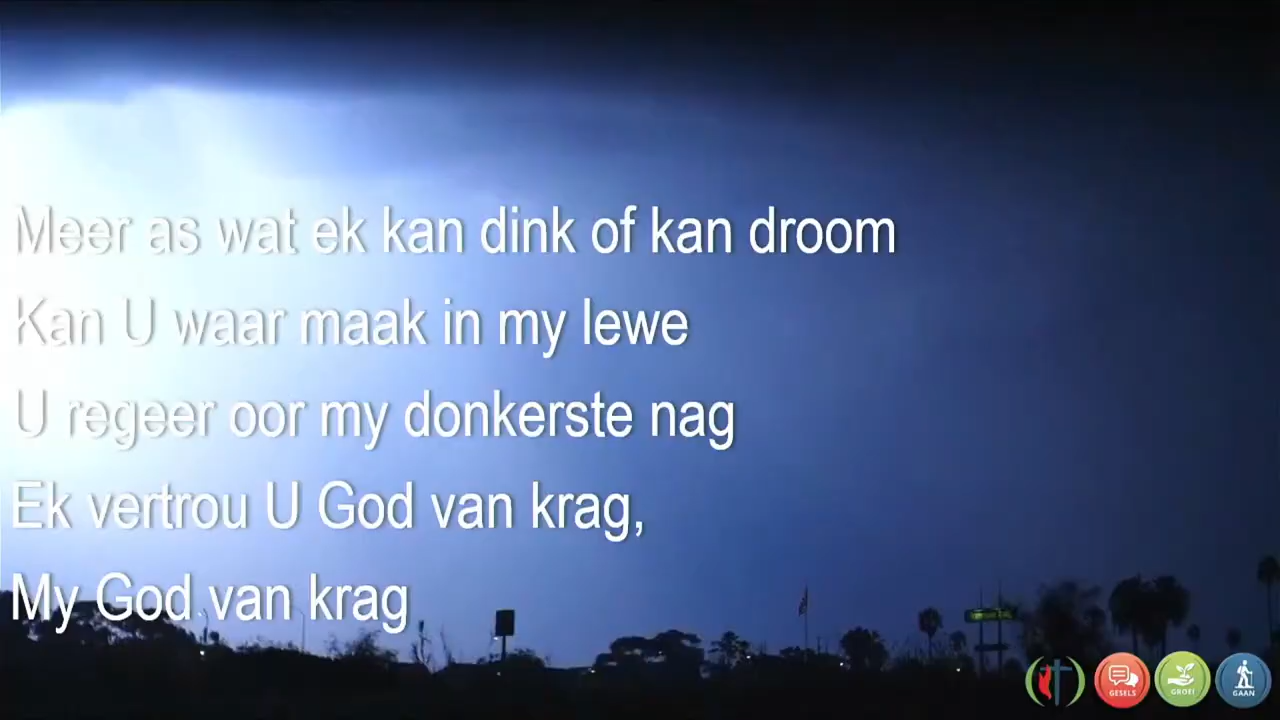 Meer as wat ek kan dink of kan droom
Kan U waar maak in my lewe
U regeer oor my donkerste nag
Ek vertrou U God van krag,
My God van krag
GESELS
GROEI
GAAN